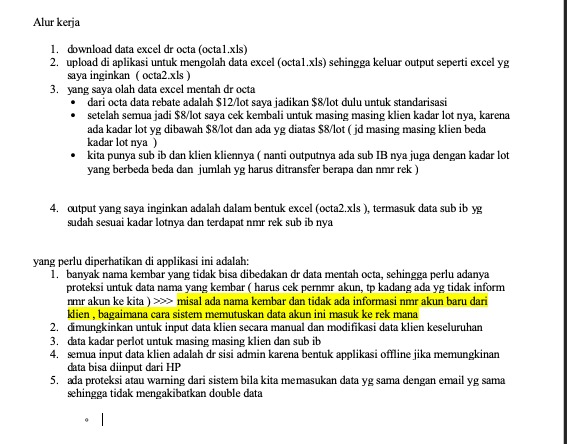 Alur kerja
1. download data excel dr octa (octa1.xls)
2. upload di aplikasi untuk mengolah data excel (octa1.xls) sehingga keluar output seperti excel yg
saya inginkan ( octa2.xls )
3. yang saya olah data excel mentah dr octa
• dari octa data rebate adalah $12/lot saya jadikan $8/lot dulu untuk standarisasi
• setelah semua jadi $8/lot saya cek kembali untuk masing masing klien kadar lot nya, karena
ada kadar lot yg dibawah $8/lot dan ada yg diatas $8/lot ( jd masing masing klien beda
kadar lot nya )
• kita punya sub ib dan klien kliennya ( nanti outputnya ada sub IB nya juga dengan kadar lot
yang berbeda beda dan jumlah yg harus ditransfer berapa dan nmr rek )
4. output yang saya inginkan adalah dalam bentuk excel (octa2.xls ), termasuk data sub ib yg
sudah sesuai kadar lotnya dan terdapat nmr rek sub ib nya
yang perlu diperhatikan di applikasi ini adalah:
1. banyak nama kembar yang tidak bisa dibedakan dr data mentah octa, sehingga perlu adanya
proteksi untuk data nama yang kembar ( harus cek permmr akun, tp kadang ada yg tidak inform
nmr akun ke kita ) >>> misal ada nama kembar dan tidak ada informasi nmr akun baru dari
klien , bagaimana cara sistem memutuskan data akun ini masuk ke rek mana
2. dimungkinkan untuk input data klien secara manual dan modifikasi data klien keseluruhan
3. data kadar perlot untuk masing masing klien dan sub ib
4. semua input data klien adalah dr sisi admin karena bentuk applikasi offline jika memungkinan
data bisa diinput dari HP
5. ada proteksi atau warning dari sistem bila kita memasukan data yg sama dengan email yg sama
sehingga tidak mengakibatkan double data